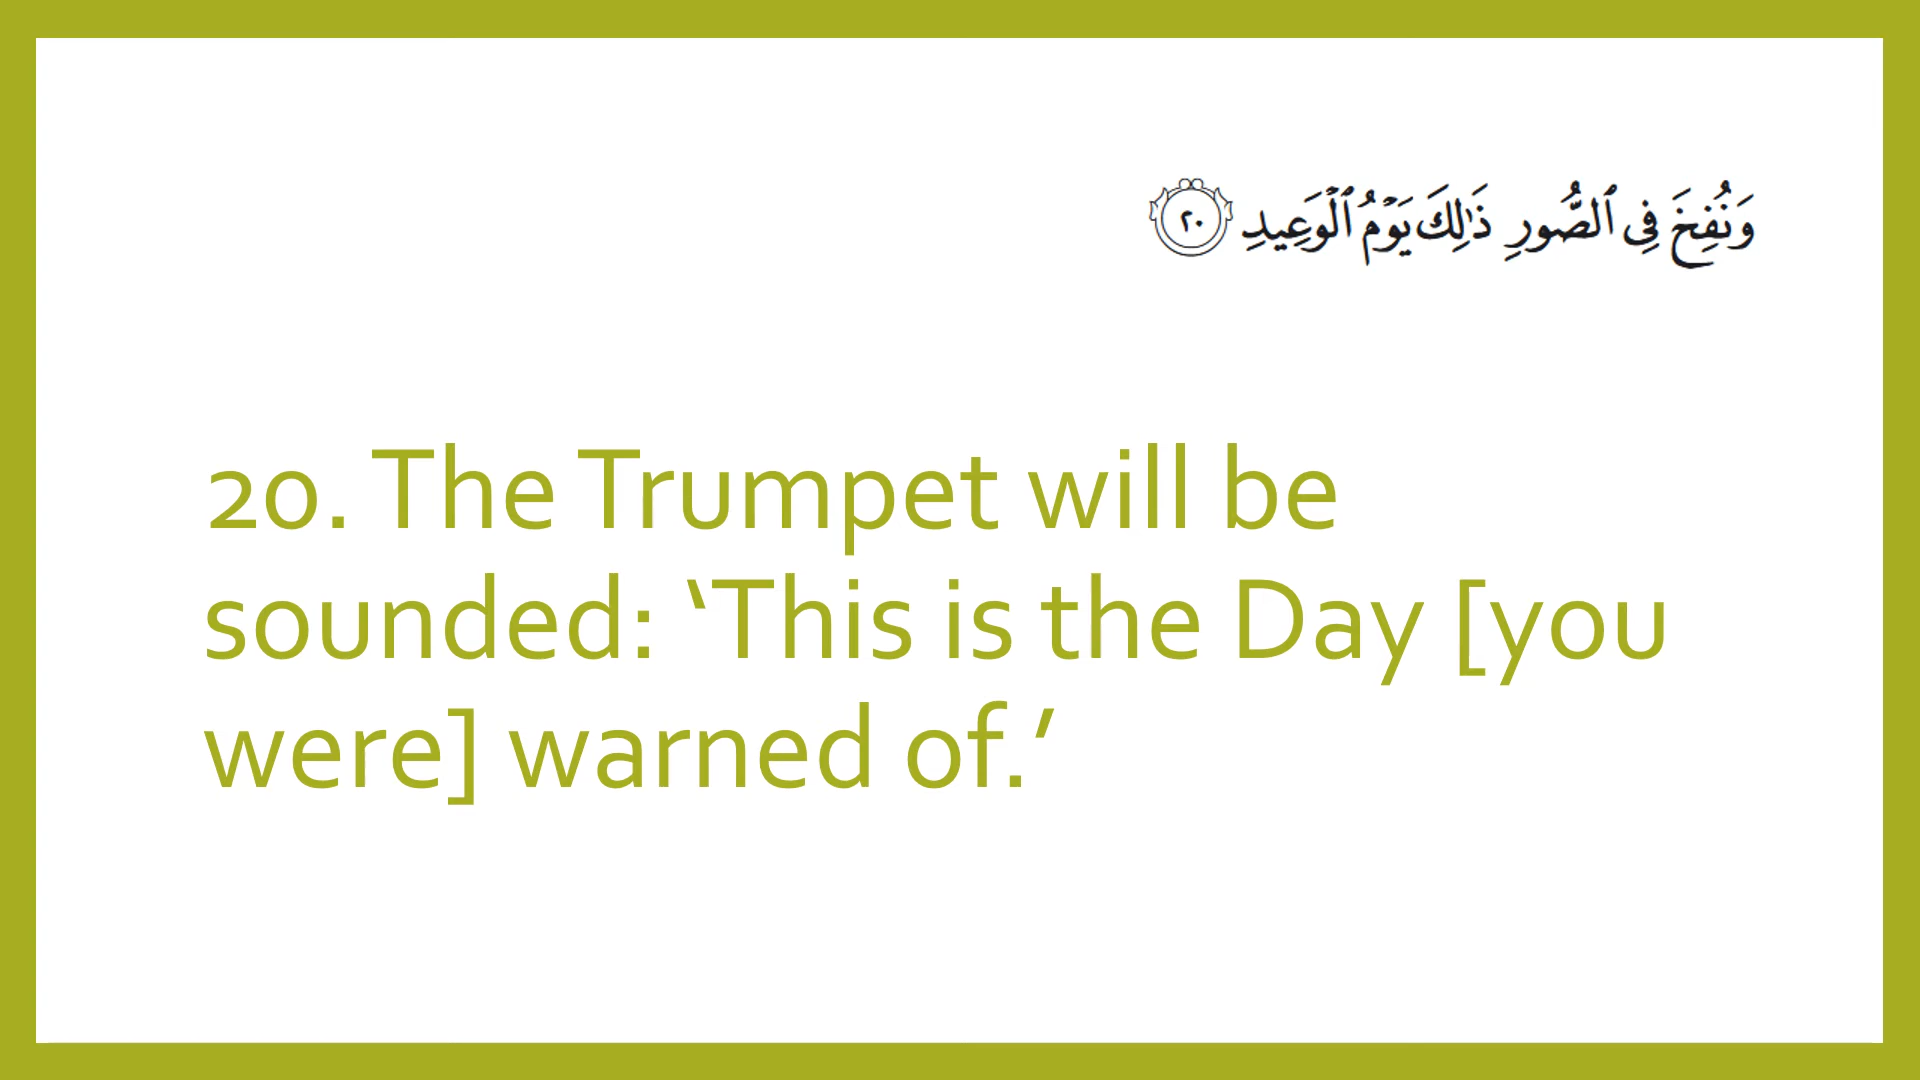 وَنُفِخَ فِى ٱلصُّورِ ذَٰلِكَ يَوْمُ ٱلْوَعِيدِ ٢٠
20. The Trumpet will be
sounded: ‘This is the Day [you
were] warned of.’